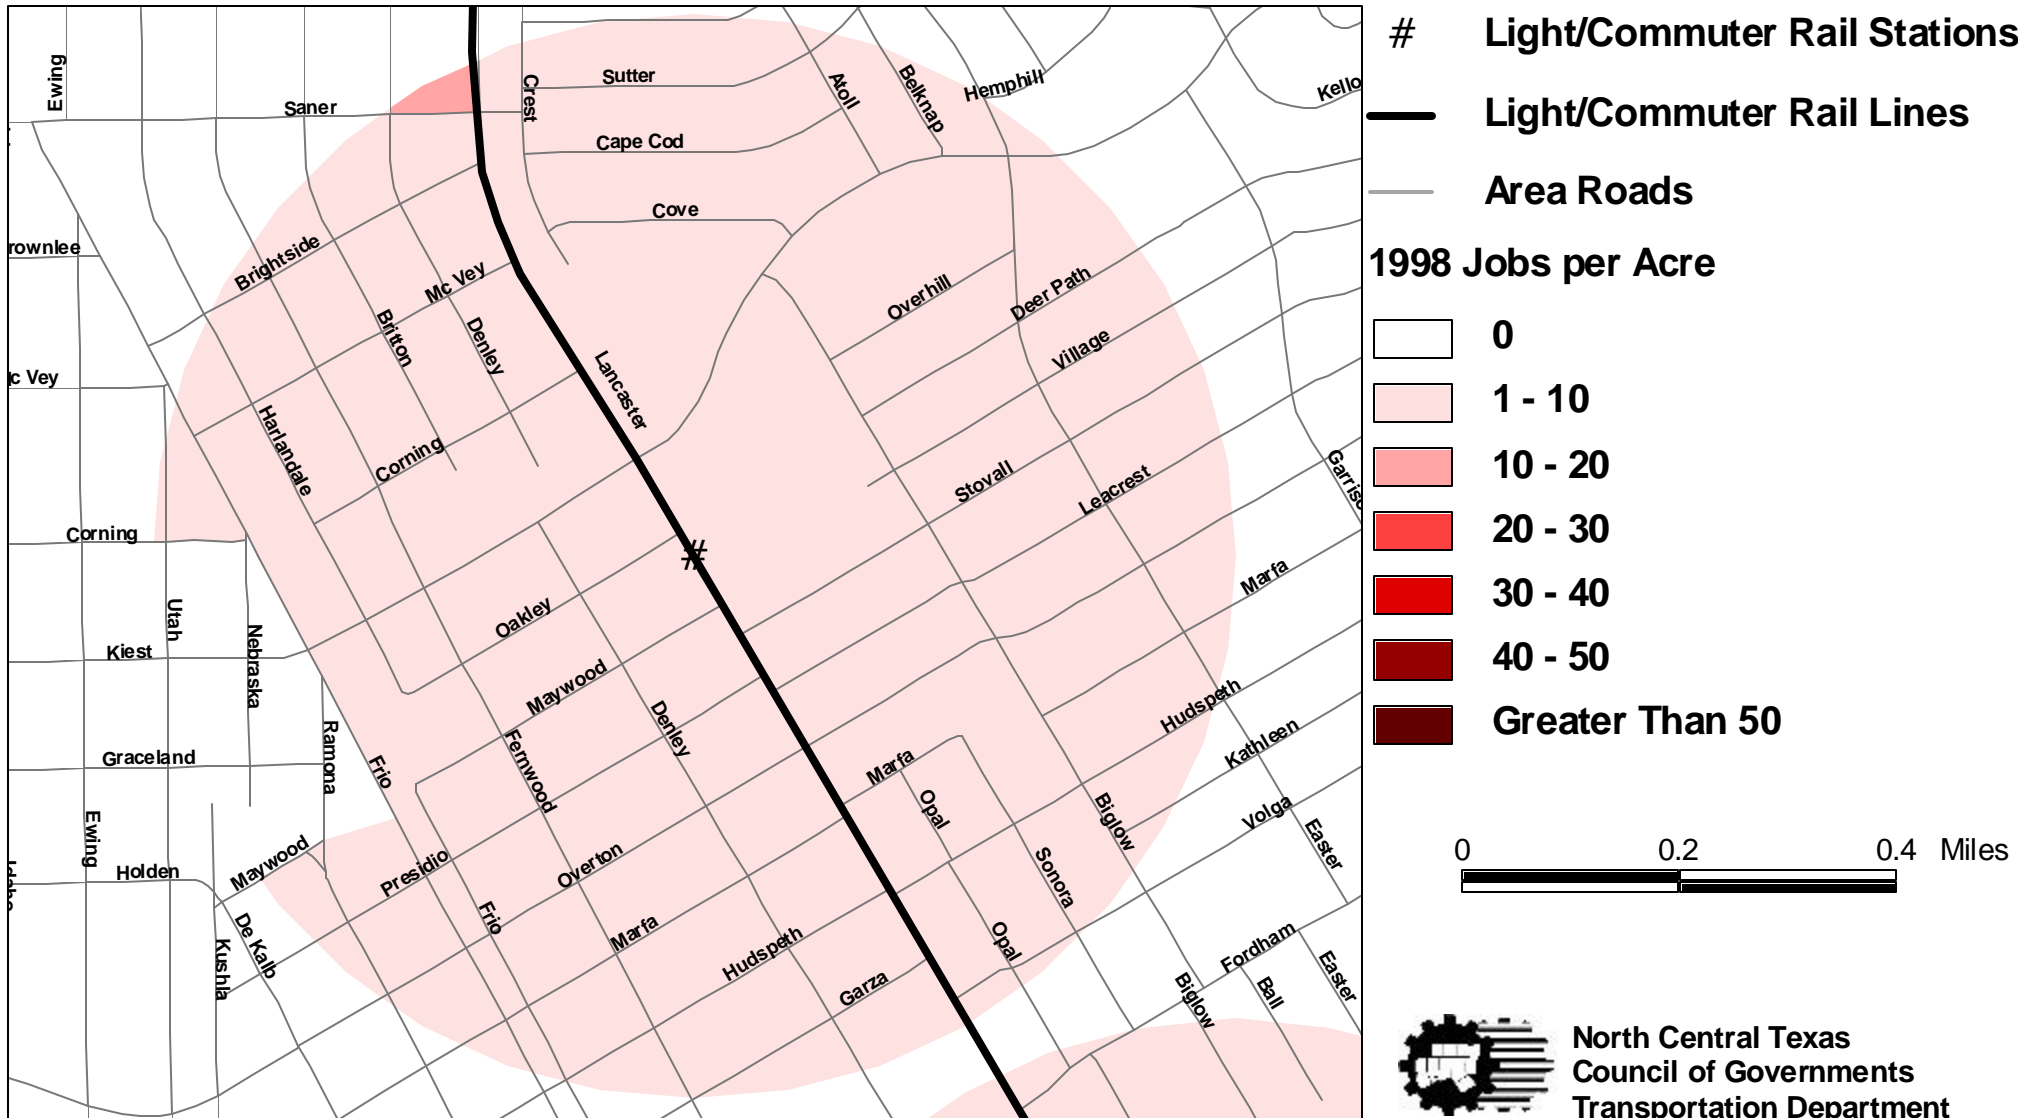 # Light/Commuter Rail Stations
Light/Commuter Rail Lines
Area Roads
1998 Jobs per Acre
0
1 - 10
10 - 20
20 - 30
30 - 40
40 - 50
Greater Than 50
0 0.2 0.4 Miles
North Central Texas
Council of Governments
Transportation Department
Ewing
Saner
Crest
Sutter
Atoll
Belknap
Hemphill
Kello
Cape Cod
Cove
rownlee
Brightside
Mc Vey
Britton
Denley
Overhill
Deer Path
Village
Lancaster
c Vey
Harlandale
Corning
Stovall
Leacrest
Garriso
Corning
#
Marfa
Utah
Nebraska
Oakley
Kiest
Maywood
Hudspeth
Denley
Ramona
Fernwood
Kathleen
Graceland
Frio
Marfa
Opal
Biglow
Volga
Easter
Ewing
Holden
Maywood
Presidio
Overton
Sonora
Idaho
De Kalb
Kushla
Frio
Marfa
Hudspeth
Garza
Opal
Fordham
Biglow
Ball
Easter